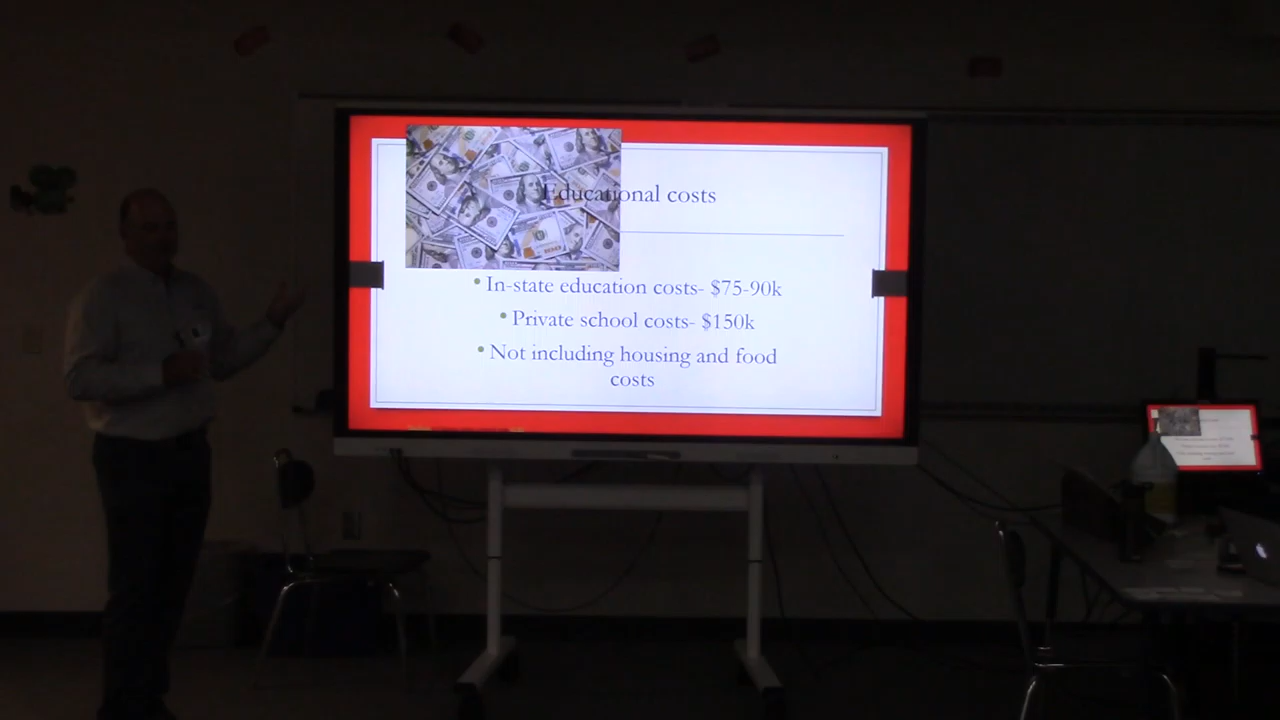 Educational costs
• In-state education costs- $75-90k
• Private school costs- $150k
• Not including housing and food
costs